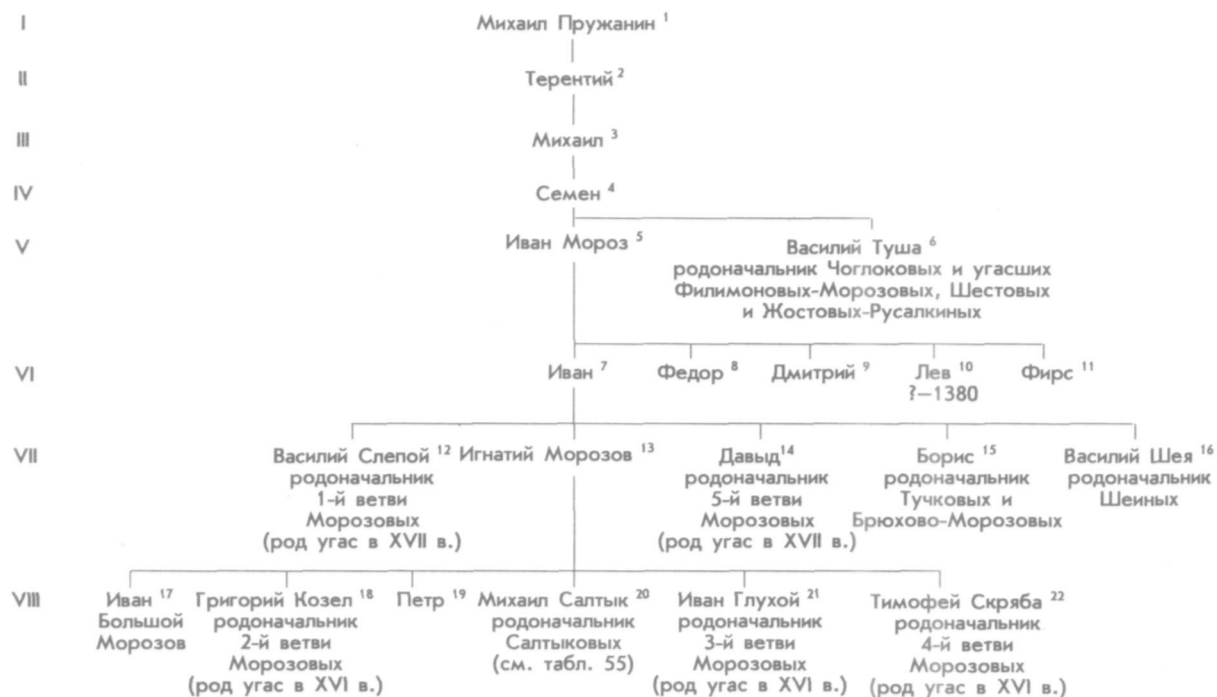 I
Михаил Пружанин 1
II
Терентий 2
III
Михаил 3
IV
Семен 4
V
Иван Мороз 5
Василий Туша 6
родоначальник Чоглоковых и угасших
Филимоновых-Морозовых, Шестовых
и Жостовых-Русалкиных
VI
Иван 7
Федор 8
Дмитрий 9
Лев 10
?—1380
Фирс 11
VII
Василий Слепой 12
родоначальник
1-й ветви
Морозовых
(род угас в XVII в.)
Игнатий Морозов 13
Давыд 14
родоначальник
5-й ветви
Морозовых
(род угас в XVII в.)
Борис 15
родоначальник
Тучковых и
Брюхово-Морозовых
Василий Шея 16
родоначальник
Шеиных
VIII
Иван 17
Большой
Морозов
Григорий Козел 18
родоначальник
2-й ветви
Морозовых
(род угас в XVI в.)
Петр 19
Михаил Салтык 20
родоначальник
Салтыковых
(см. табл. 55)
Иван Глухой 21
родоначальник
3-й ветви
Морозовых
(род угас в XVI в.)
Тимофей Скряба 22
родоначальник
4-й ветви
Морозовых
(род угас в XVI в.)